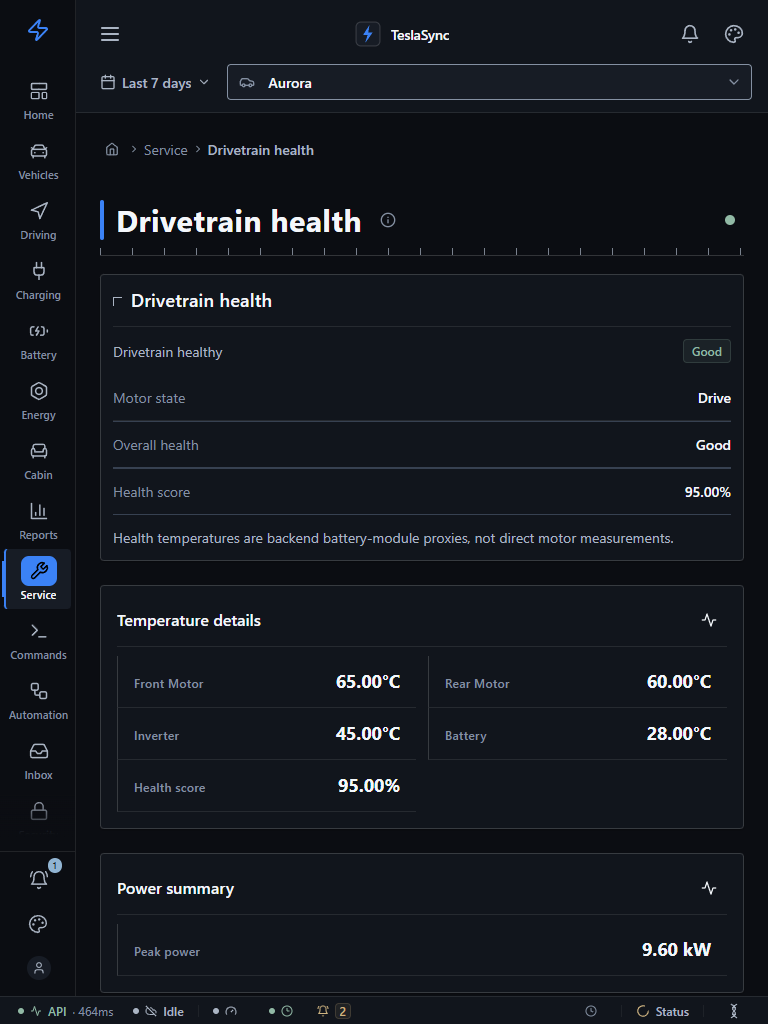 TeslaSync
Last 7 days
Aurora
Home
Vehicles
Driving
Charging
Battery
Energy
Cabin
Reports
Service
Commands
Automation
Inbox
1
Service
Drivetrain health
Drivetrain health
Drivetrain health
Drivetrain healthy
Good
Motor state
Drive
Overall health
Good
Health score
95.00%
Health temperatures are backend battery-module proxies, not direct motor measurements.
Temperature details
Front Motor
65.00°C
Rear Motor
60.00°C
Inverter
45.00°C
Battery
28.00°C
Health score
95.00%
Power summary
Peak power
9.60 kW
API · 464ms
Idle
2
Status